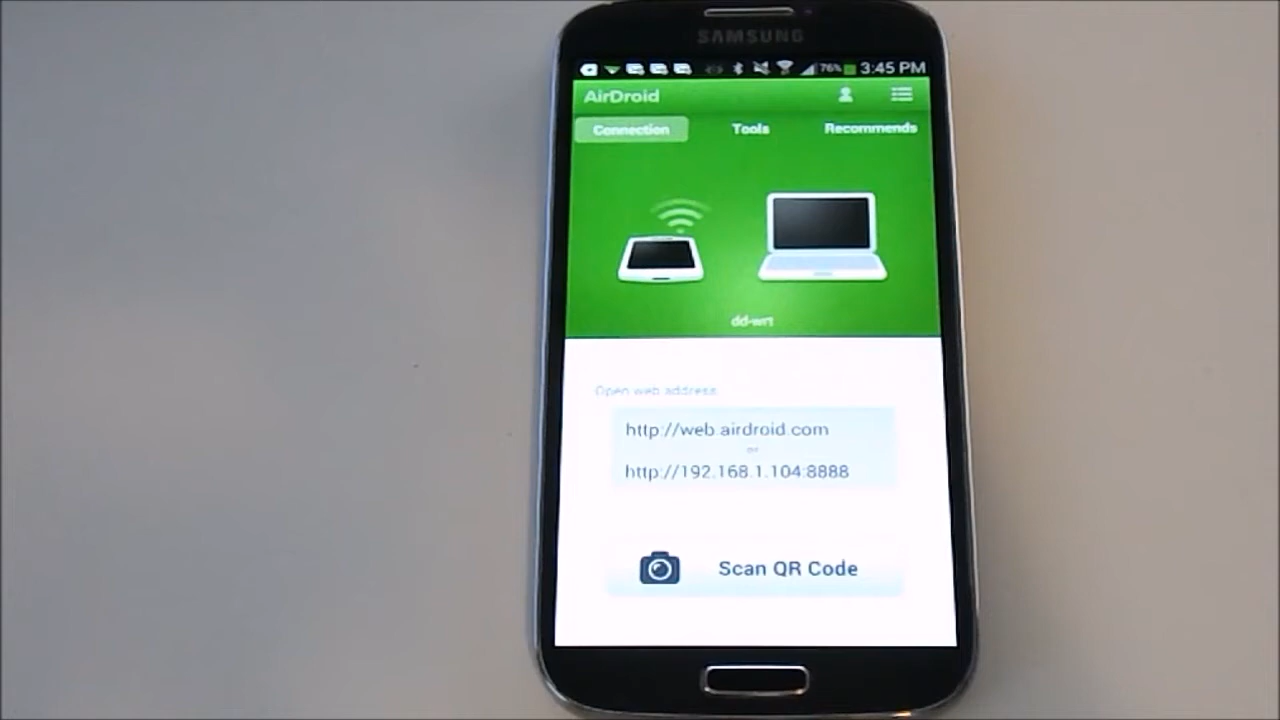 SAMSUNG
76% 3:45 PM
AirDroid
Connection Tools Recommends
dd-wrt
Open web address:
http://web.airdroid.com
or
http://192.168.1.104:8888
Scan QR Code